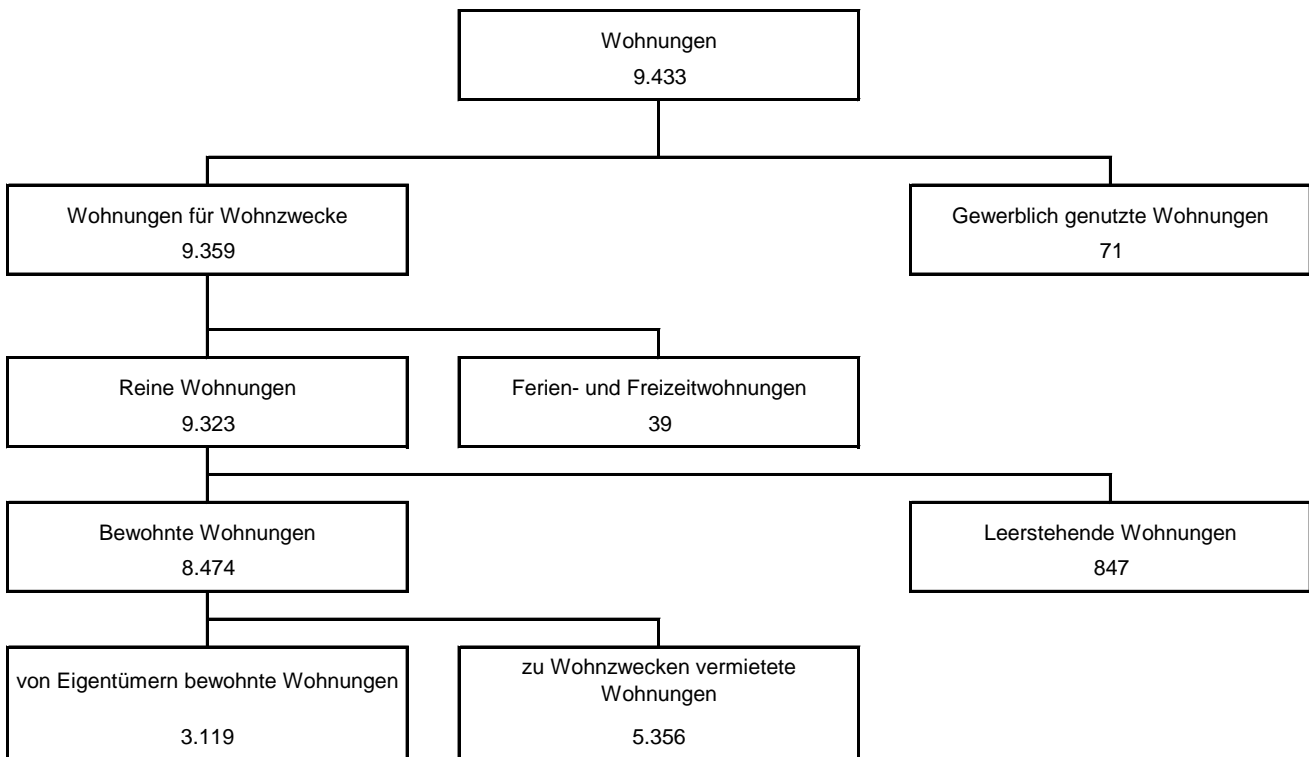 Wohnungen
9.433
Wohnungen für Wohnzwecke
9.359
Gewerblich genutzte Wohnungen
71
Reine Wohnungen
9.323
Ferien- und Freizeitwohnungen
39
Bewohnte Wohnungen
8.474
Leerstehende Wohnungen
847
von Eigentümern bewohnte Wohnungen
3.119
zu Wohnzwecken vermietete
Wohnungen
5.356